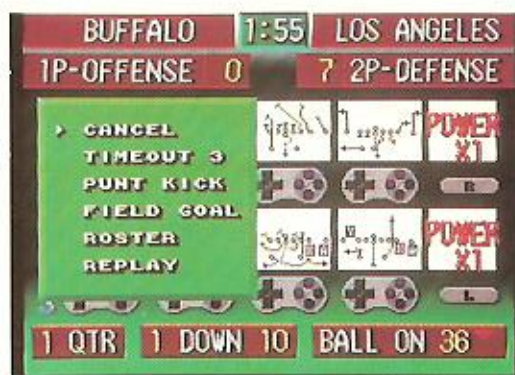 BUFFALO 1:55 LOS ANGELES
1P-OFFENSE 0 7 2P-DEFENSE
CANCEL
TIMEOUT 3
PUNT KICK
FIELD GOAL
ROSTER
REPLAY
POWER
X1
R
POWER
X1
L
1 QTR 1 DOWN 10 BALL ON 36